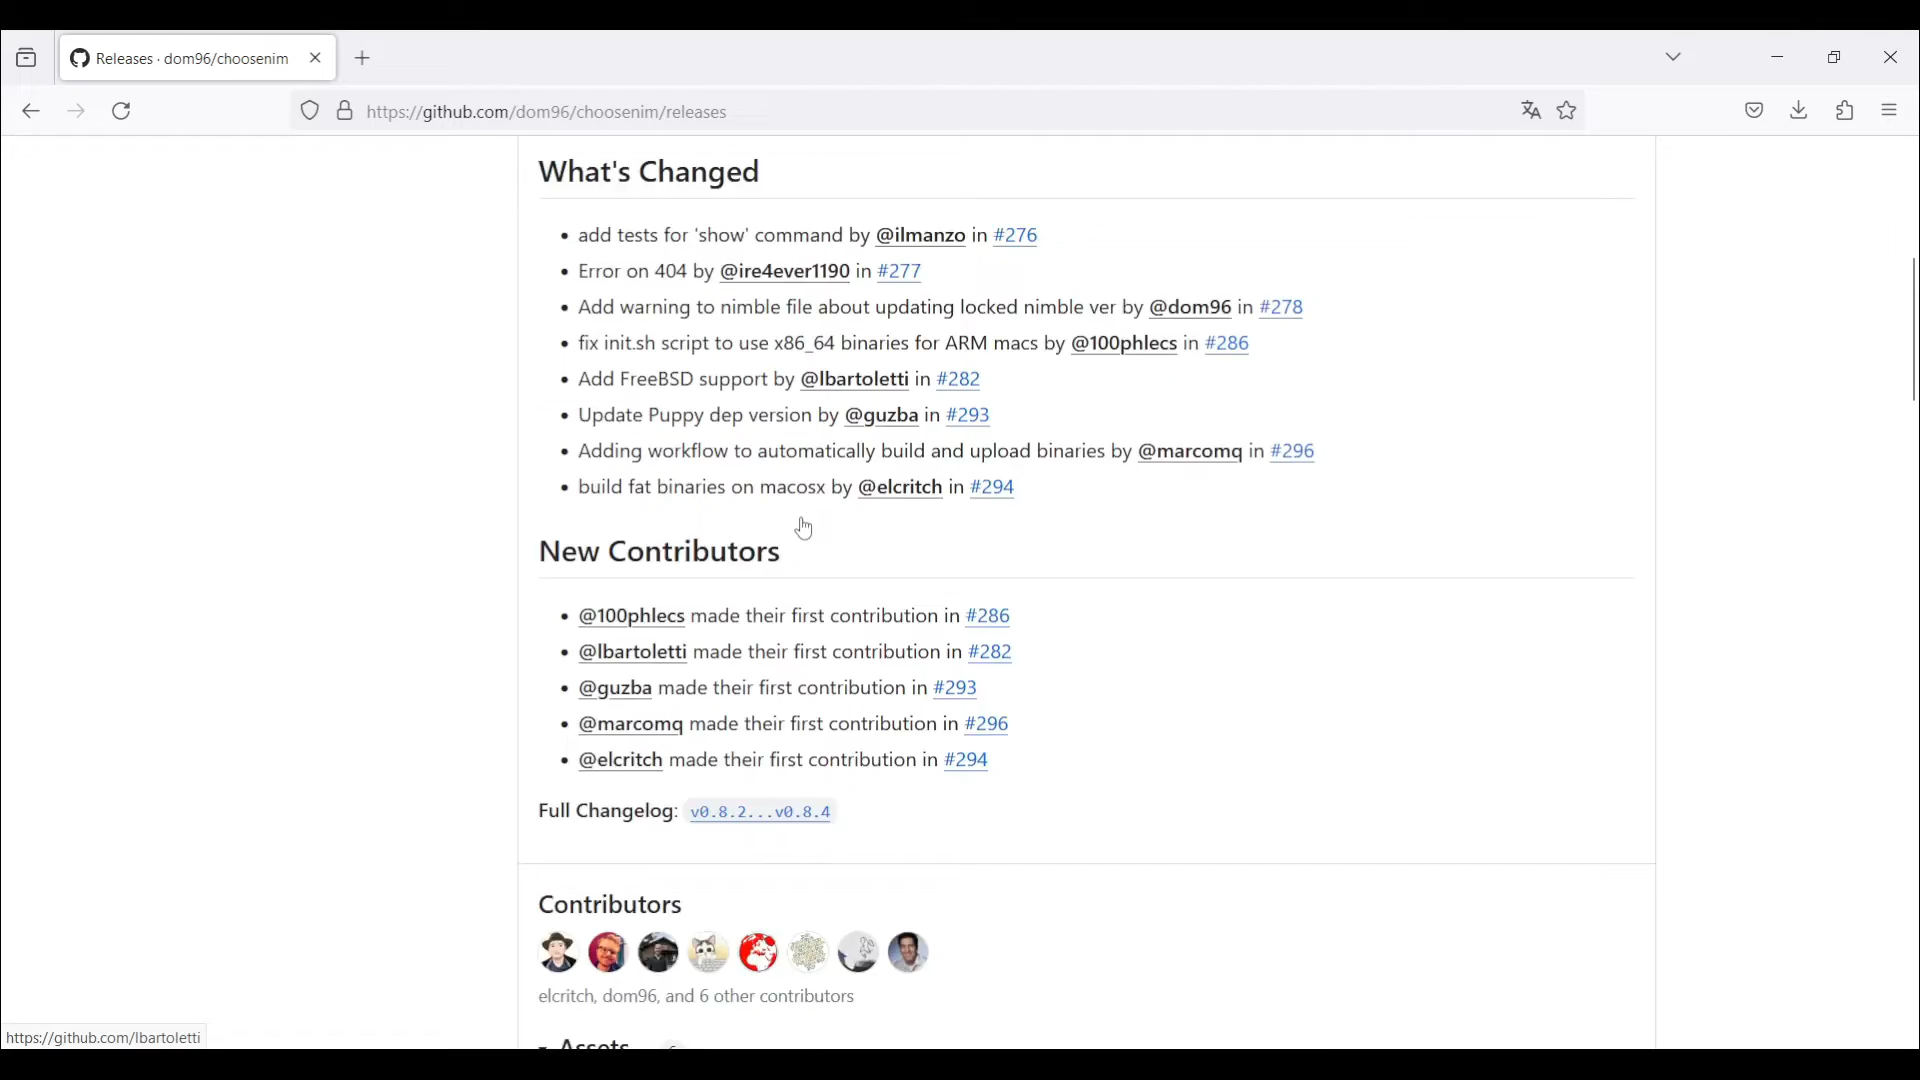 Releases · dom96/choosenim
https://github.com/dom96/choosenim/releases
What's Changed
• add tests for 'show' command by @ilmanzo in #276
• Error on 404 by @ire4ever1190 in #277
• Add warning to nimble file about updating locked nimble ver by @dom96 in #278
• fix init.sh script to use x86_64 binaries for ARM macs by @100phlecs in #286
• Add FreeBSD support by @lbartoletti in #282
• Update Puppy dep version by @guzba in #293
• Adding workflow to automatically build and upload binaries by @marcomq in #296
• build fat binaries on macosx by @elcritch in #294
New Contributors
• @100phlecs made their first contribution in #286
• @lbartoletti made their first contribution in #282
• @guzba made their first contribution in #293
• @marcomq made their first contribution in #296
• @elcritch made their first contribution in #294
Full Changelog: v0.8.2...v0.8.4
Contributors
elcritch, dom96, and 6 other contributors
Assets
https://github.com/lbartoletti